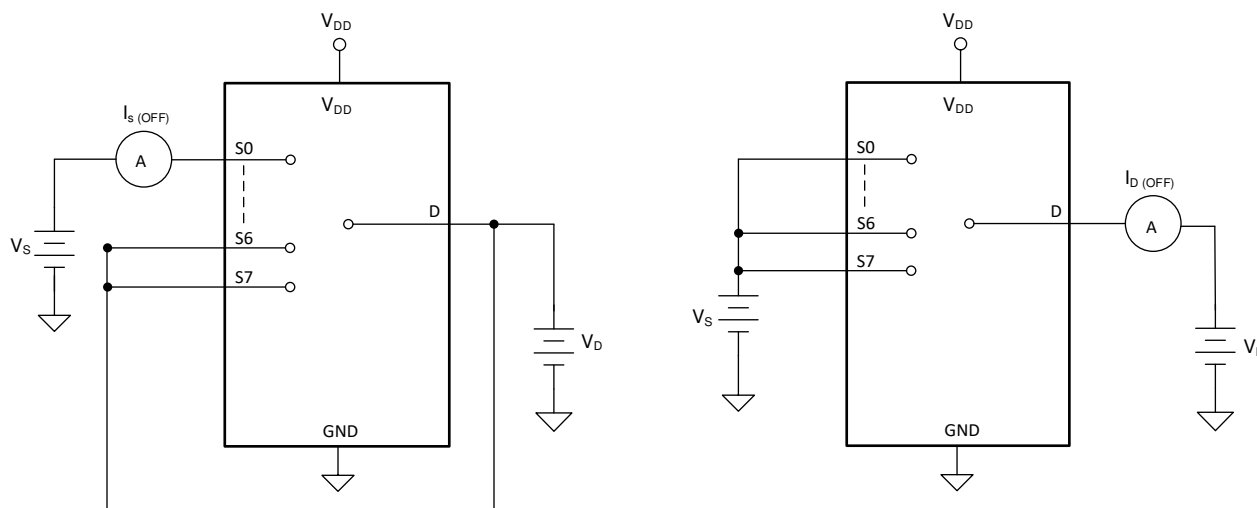 VDD
VDD
Is (OFF)
A
S0
D
S6
S7
VS
VD
GND
VDD
VDD
S0
ID (OFF)
D
A
S6
S7
VS
GND